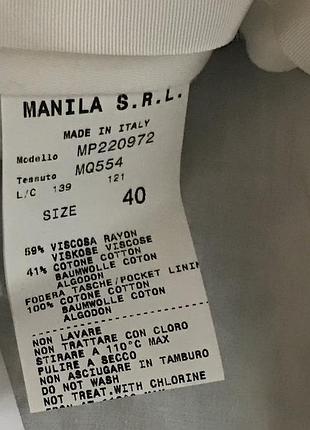 MANILA S.R.L.
MADE IN ITALY
Modello MP220972
Tessuto MQ554
L/C 139 121
SIZE 40
59% VISCOSA RAYON
VISKOSE VISCOSE
41% COTONE COTTON
BAUMWOLLE COTON
ALGODON
FODERA TASCHE/POCKET LININ
100% COTONE COTTON
BAUMWOLLE COTON
ALGODON
NON LAVARE
NON TRATTARE CON CLORO
STIRARE A 110°C MAX
PULIRE A SECCO
NON ASCIUGARE IN TAMBURO
DO NOT WASH
NOT TREAT WITH CHLORINE